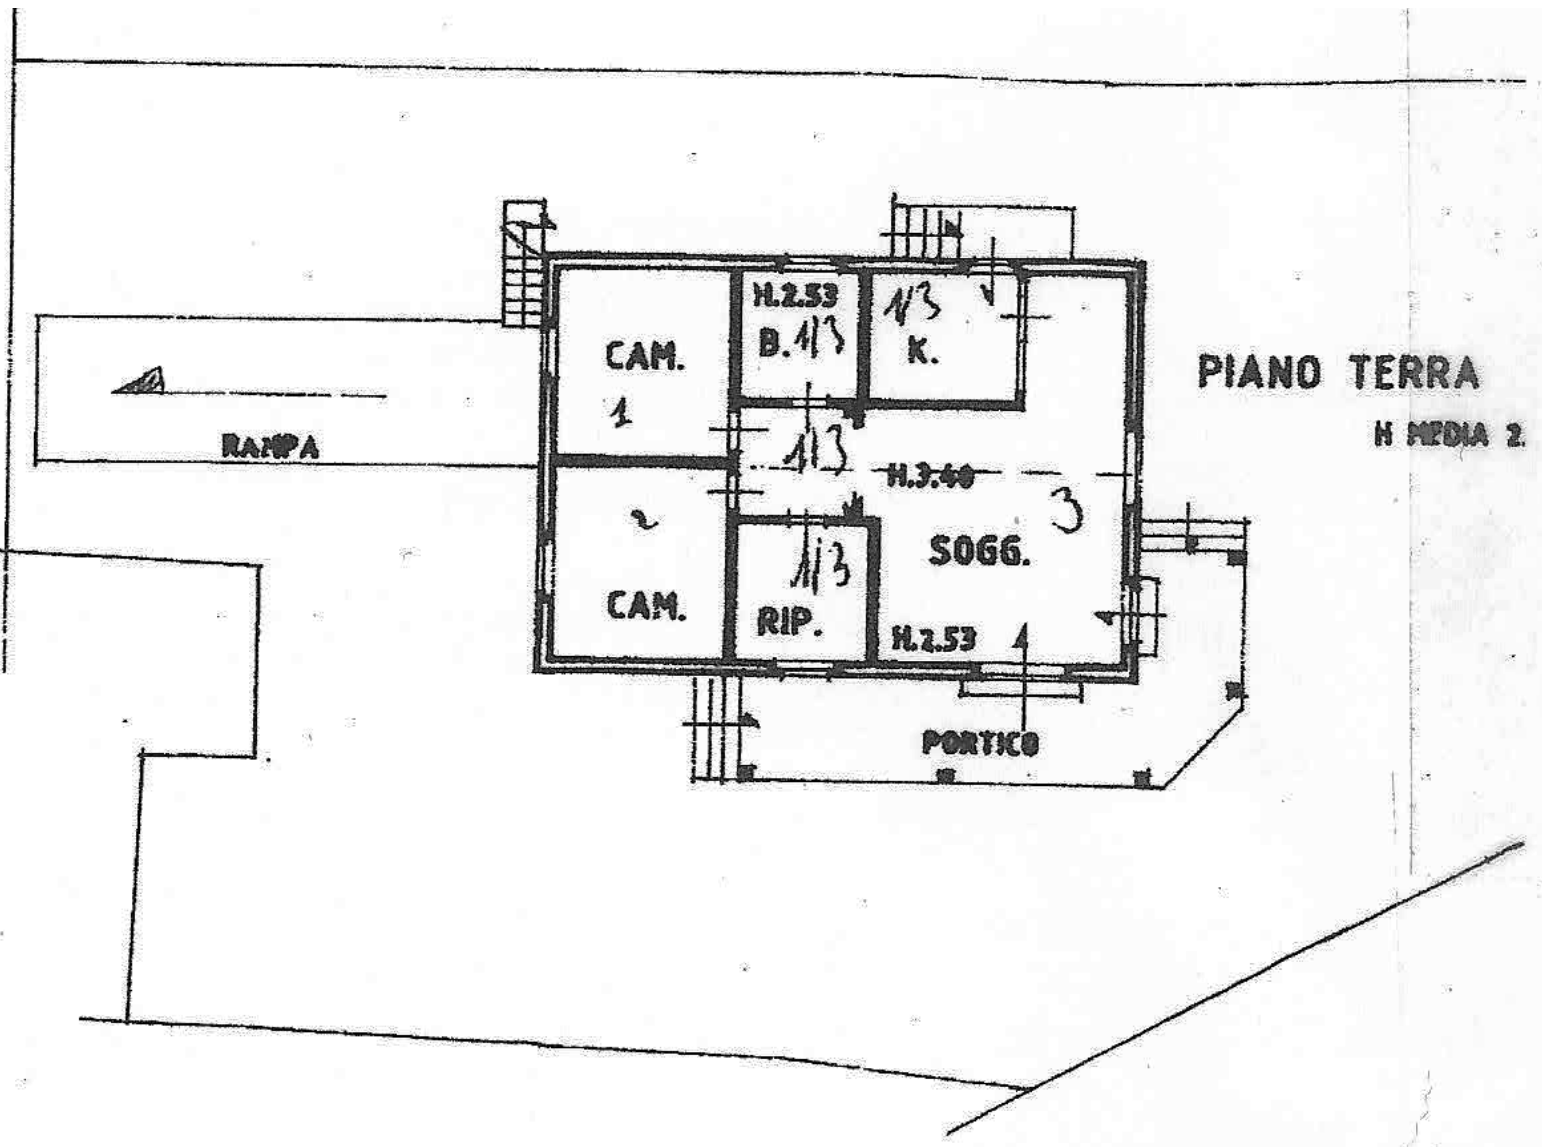 H.2.53
1/3
B. 1/3
K.
CAM.
1
PIANO TERRA
H MEDIA 2.
RAMPA
1/3
H.3.40
3
2
SOGG.
1/3
CAM.
RIP.
H.2.53
PORTICO